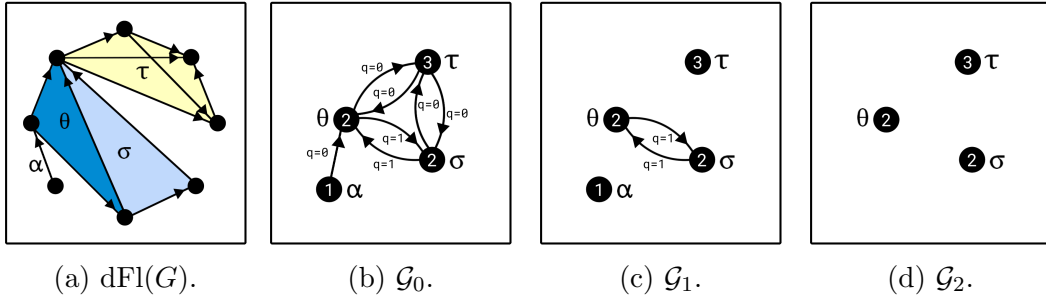 τ
θ
σ
α
3 τ
q=0
q=0
q=0
q=0
θ 2
q=1
q=0
q=1
2 σ
1 α
3 τ
θ 2
q=1
q=1
2 σ
1 α
3 τ
θ 2
2 σ
(a) dFl(G).
(b) 𝒢₀.
(c) 𝒢₁.
(d) 𝒢₂.